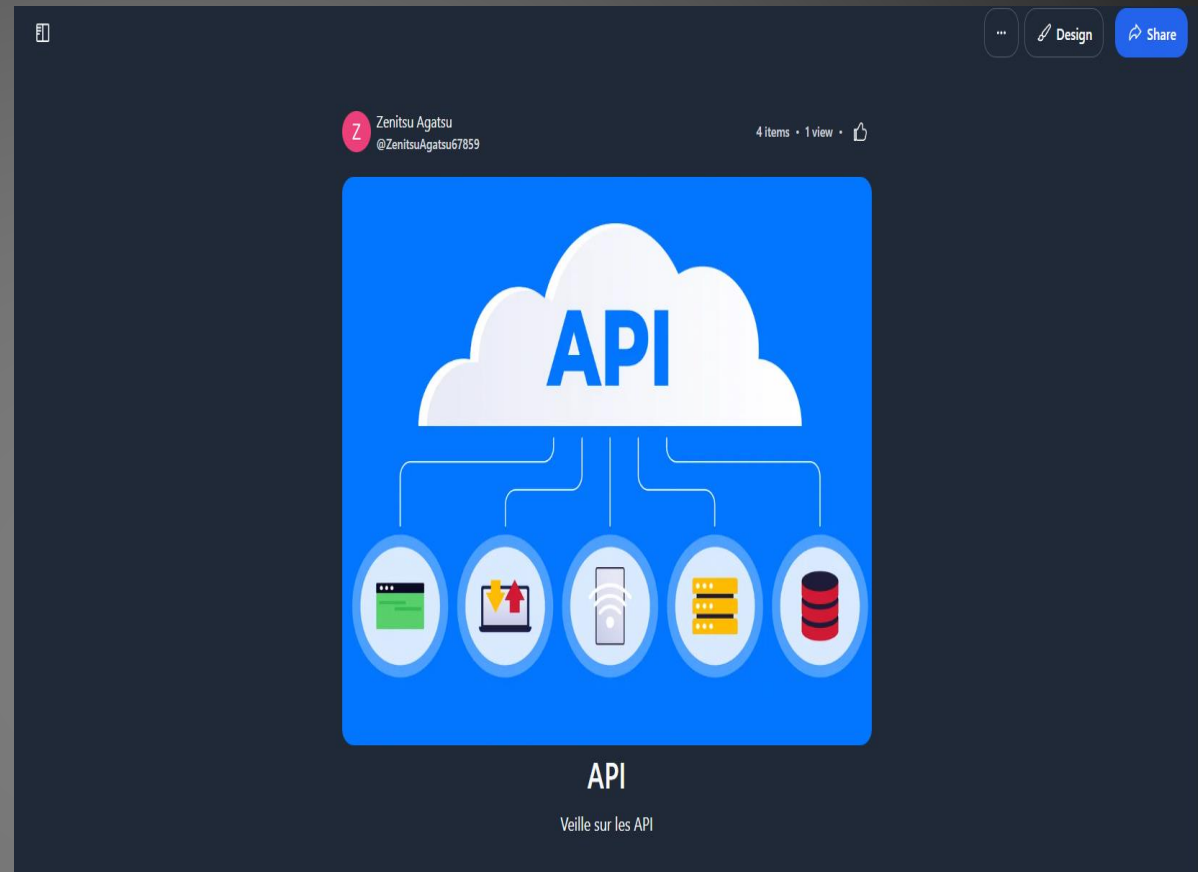 Design
Share
Z
Zenitsu Agatsu
@ZenitsuAgatsu67859
4 items • 1 view •
API
API
Veille sur les API